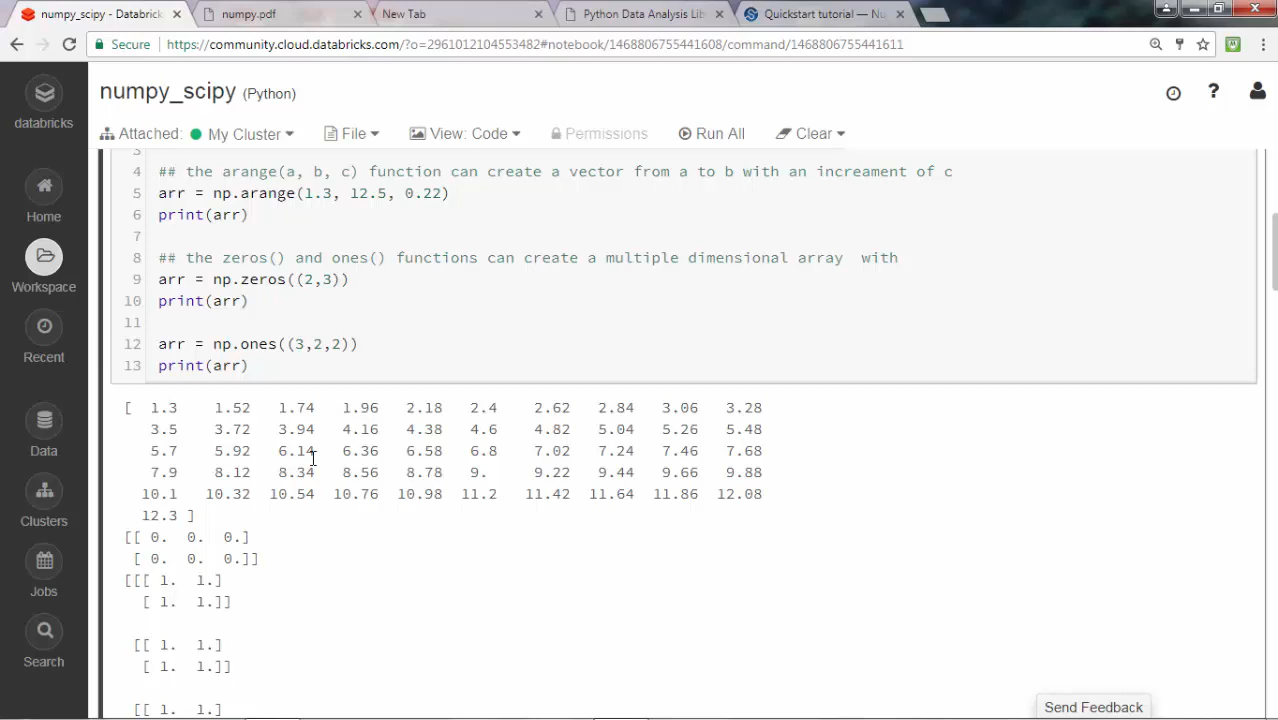 numpy_scipy - Databrick
numpy.pdf
New Tab
Python Data Analysis Lib
Quickstart tutorial — Nu
Secure
https://community.cloud.databricks.com/?o=2961012104553482#notebook/1468806755441608/command/1468806755441611
databricks
Home
Workspace
Recent
Data
Clusters
Jobs
Search
numpy_scipy (Python)
?
Attached: My Cluster File View: Code Permissions Run All Clear
3
4 ## the arange(a, b, c) function can create a vector from a to b with an increament of c
5 arr = np.arange(1.3, 12.5, 0.22)
6 print(arr)
7
8 ## the zeros() and ones() functions can create a multiple dimensional array  with
9 arr = np.zeros((2,3))
10 print(arr)
11
12 arr = np.ones((3,2,2))
13 print(arr)
[ 1.3 1.52 1.74 1.96 2.18 2.4 2.62 2.84 3.06 3.28
3.5 3.72 3.94 4.16 4.38 4.6 4.82 5.04 5.26 5.48
5.7 5.92 6.14 6.36 6.58 6.8 7.02 7.24 7.46 7.68
7.9 8.12 8.34 8.56 8.78 9. 9.22 9.44 9.66 9.88
10.1 10.32 10.54 10.76 10.98 11.2 11.42 11.64 11.86 12.08
12.3 ]
[[ 0. 0. 0.]
[ 0. 0. 0.]]
[[[ 1. 1.]
[ 1. 1.]]
[[ 1. 1.]
[ 1. 1.]]
[[ 1. 1.]
Send Feedback